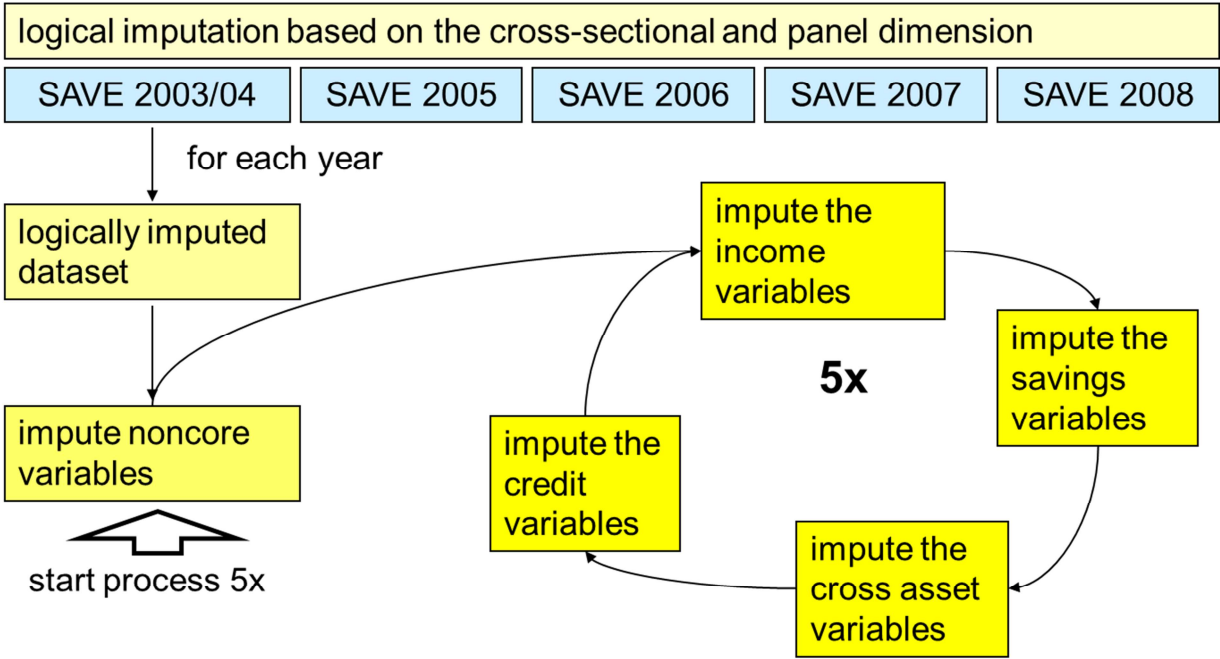 logical imputation based on the cross-sectional and panel dimension
SAVE 2003/04
SAVE 2005
SAVE 2006
SAVE 2007
SAVE 2008
for each year
logically imputed
dataset
impute noncore
variables
start process 5x
impute the
income
variables
impute the
savings
variables
5x
impute the
cross asset
variables
impute the
credit
variables